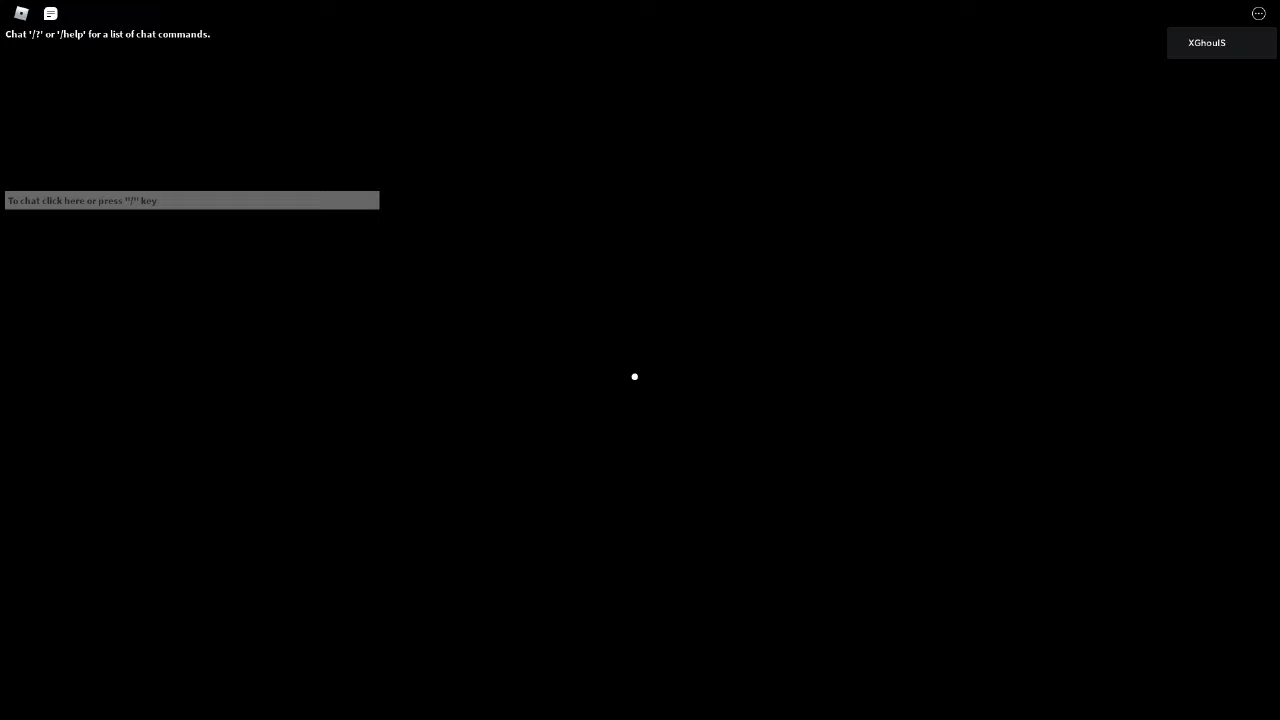 Chat '/?' or '/help' for a list of chat commands.
XGhoulS
To chat click here or press "/" key